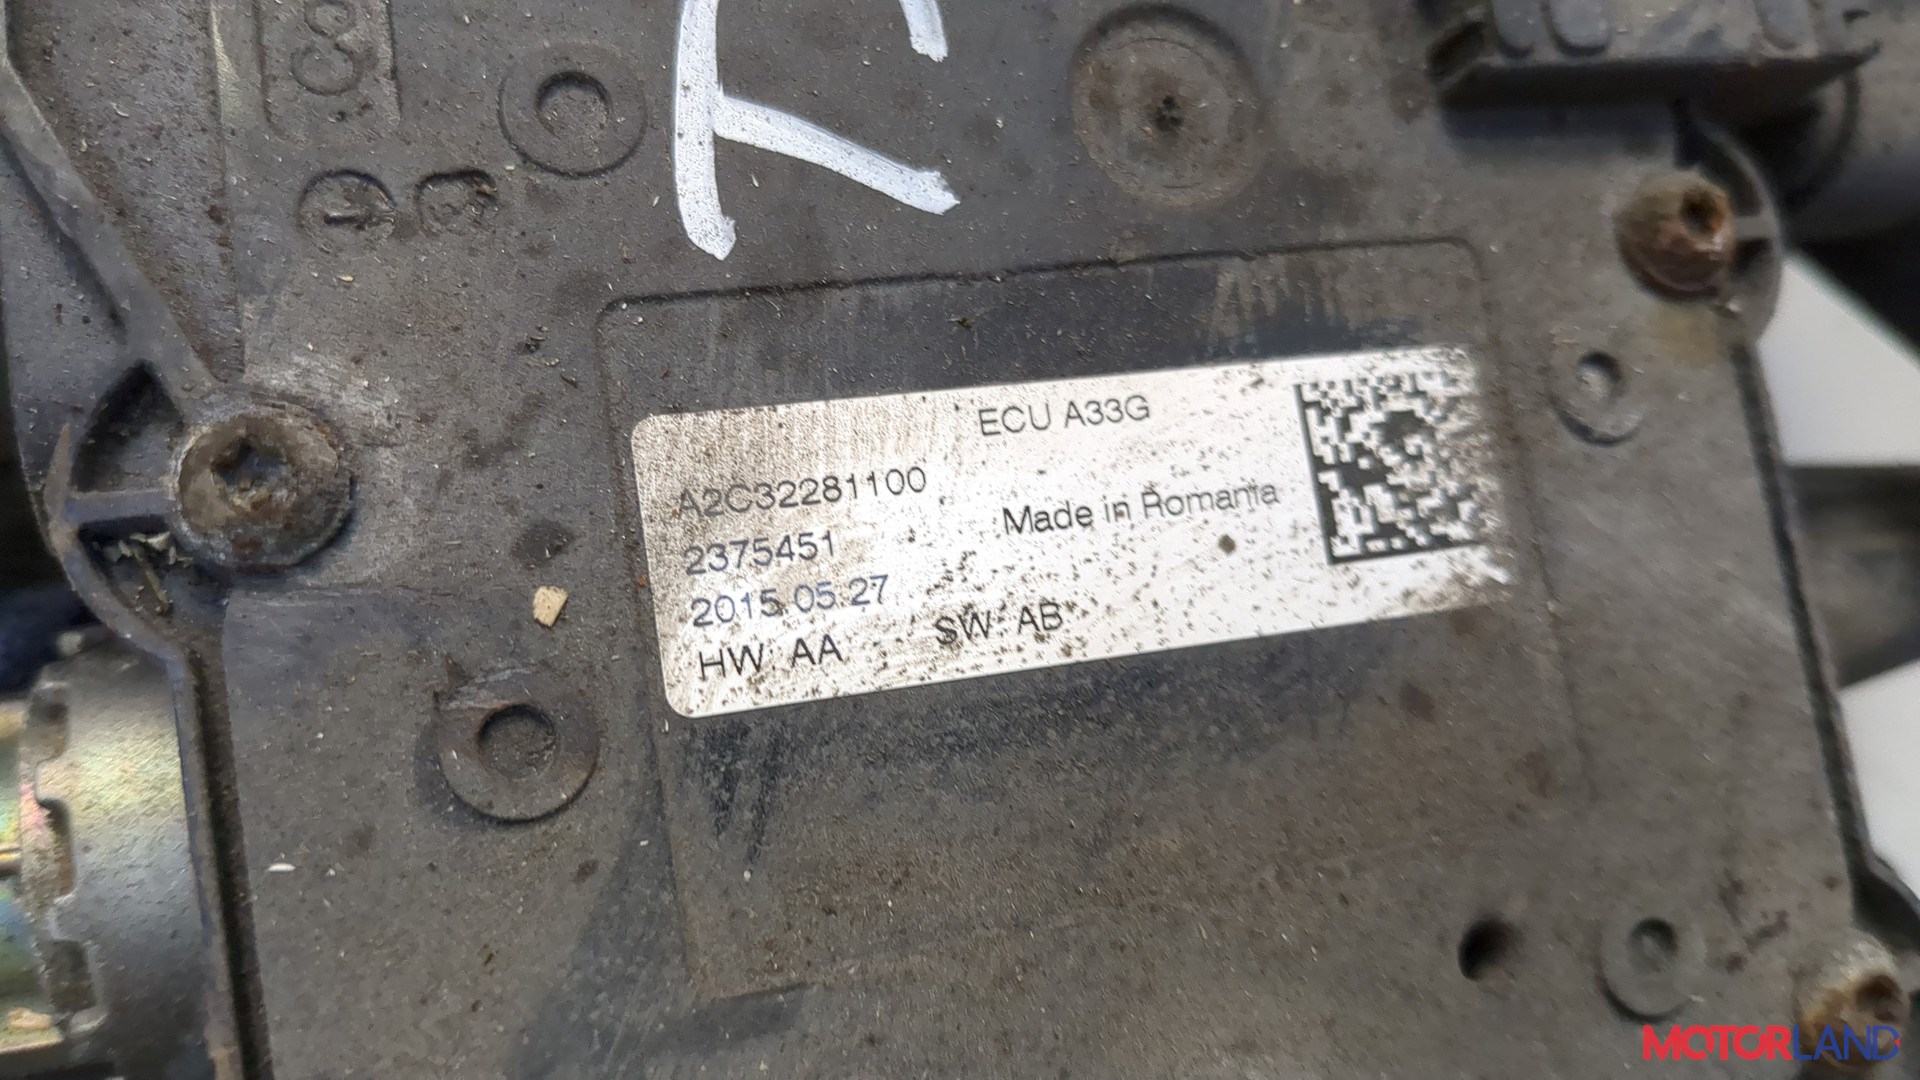 ECU A33G
A2C32281100
Made in Romania
2375451
2015.05.27
HW: AA SW: AB
MOTORLAND